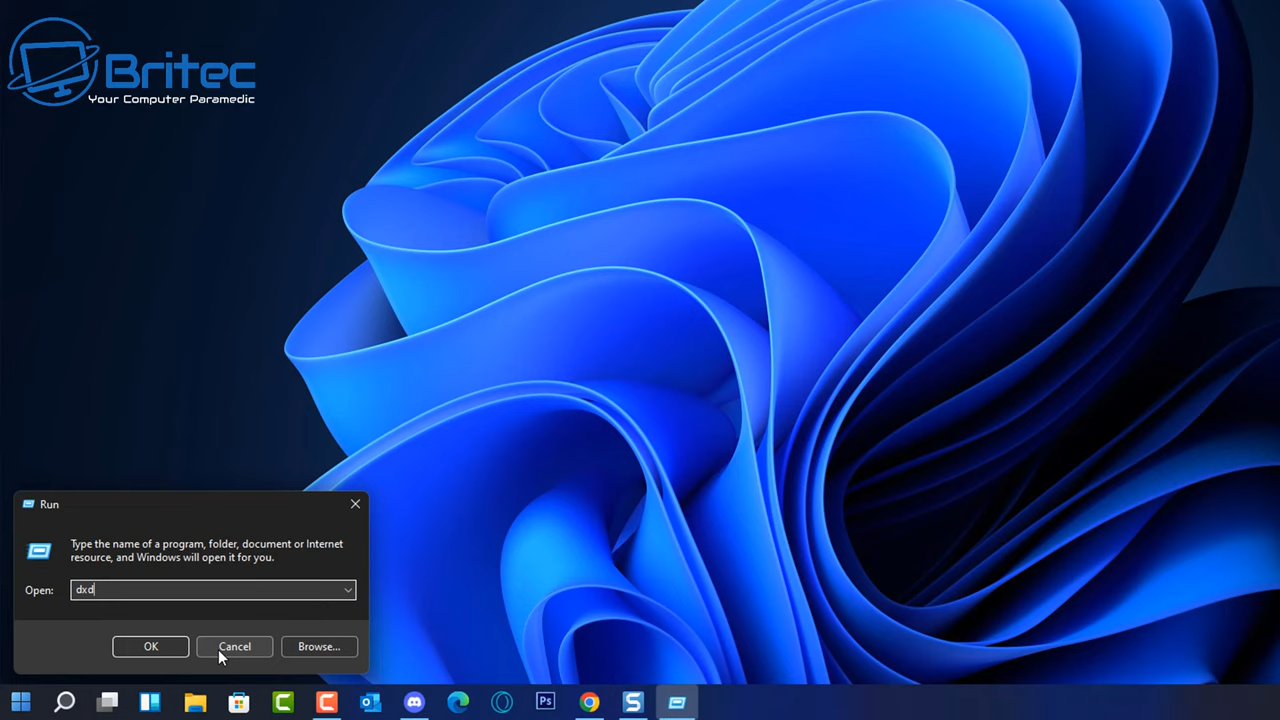 Britec
Your Computer Paramedic
Run
Type the name of a program, folder, document or Internet
resource, and Windows will open it for you.
Open: dxd
OK Cancel Browse...
C C Ps S